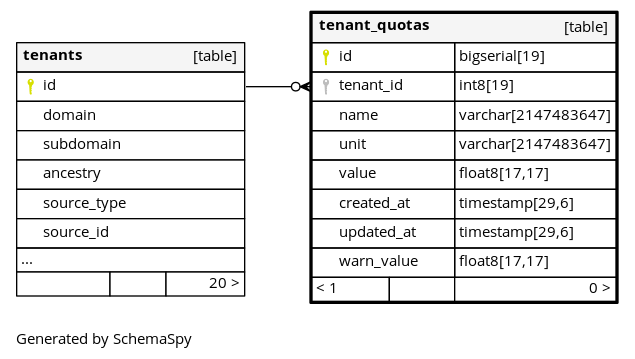 tenants [table]
id
domain
subdomain
ancestry
source_type
source_id
...
20 >
tenant_quotas [table]
id bigserial[19]
tenant_id int8[19]
name varchar[2147483647]
unit varchar[2147483647]
value float8[17,17]
created_at timestamp[29,6]
updated_at timestamp[29,6]
warn_value float8[17,17]
< 1 0 >
Generated by SchemaSpy